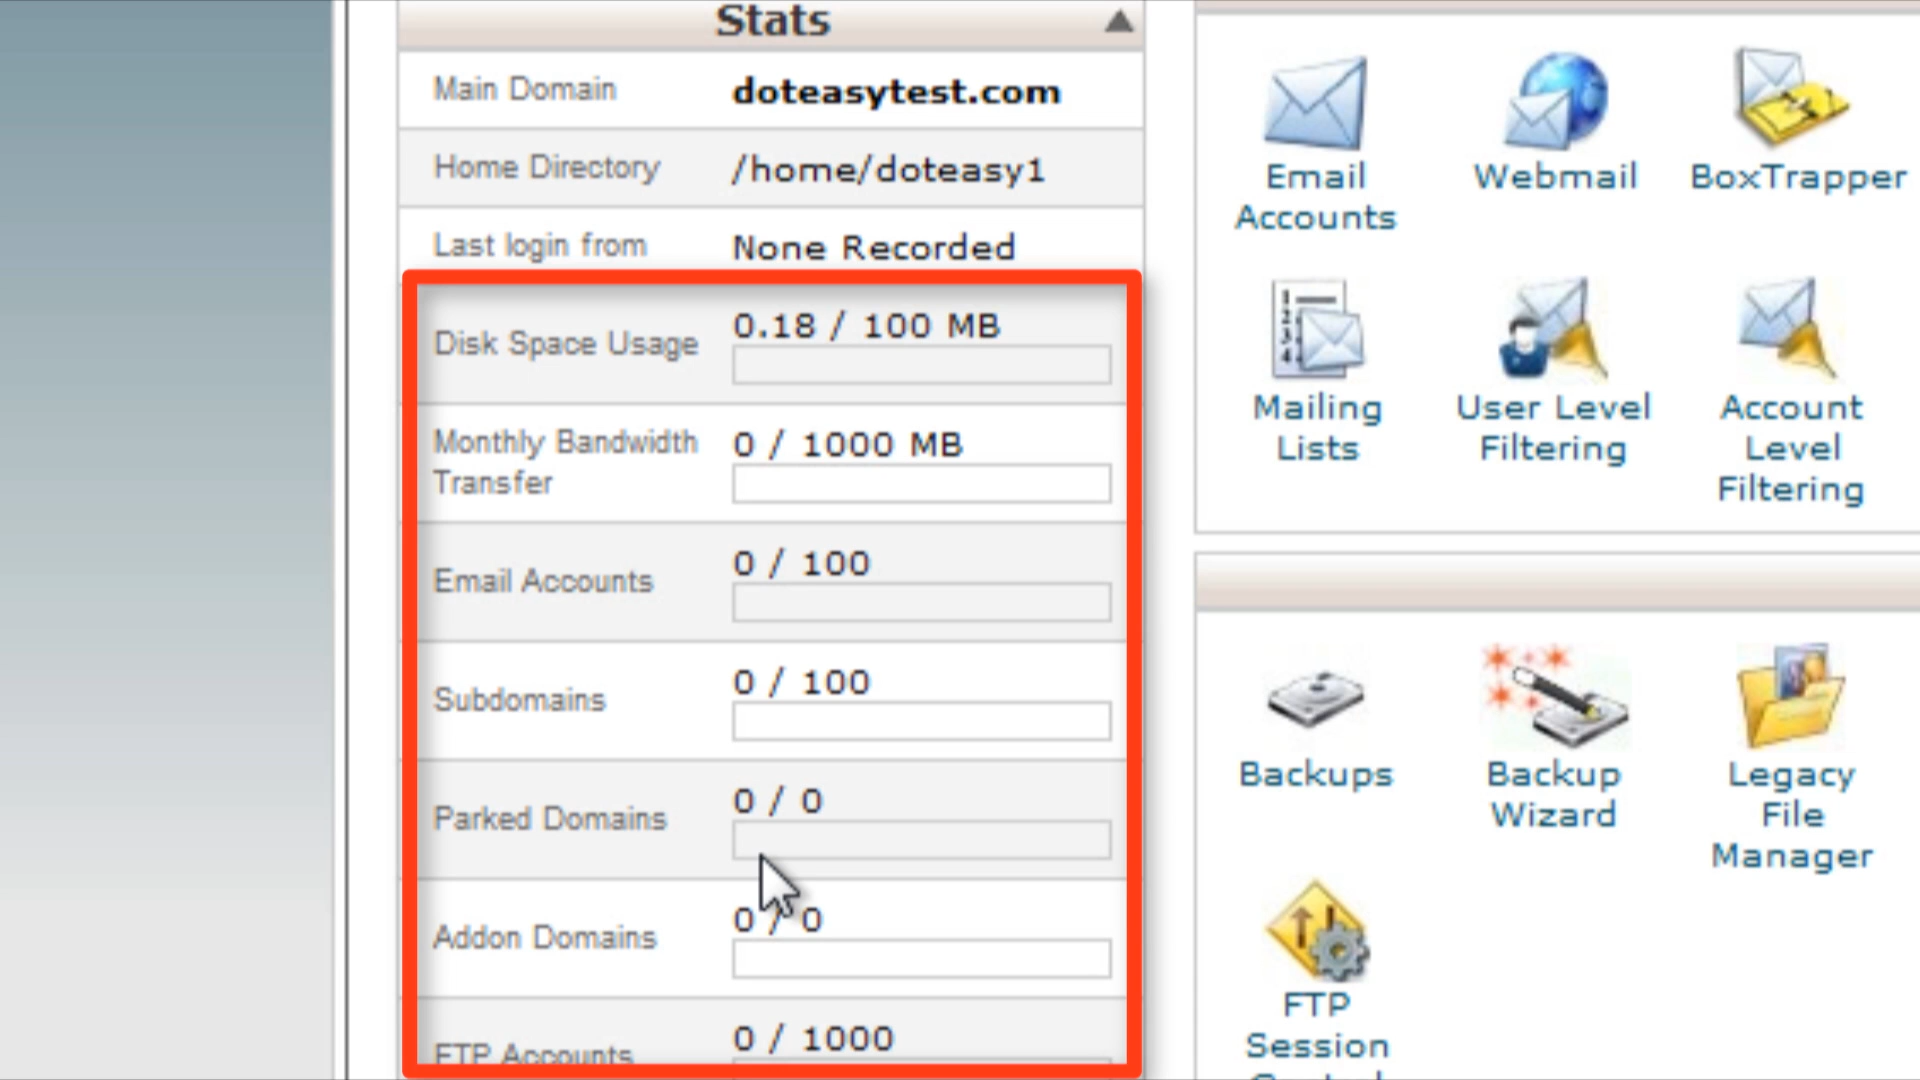 Stats
Main Domain
doteasytest.com
Home Directory
/home/doteasy1
Last login from
None Recorded
Disk Space Usage
0.18 / 100 MB
Monthly Bandwidth
Transfer
0 / 1000 MB
Email Accounts
0 / 100
Subdomains
0 / 100
Parked Domains
0 / 0
Addon Domains
0 / 0
FTP Accounts
0 / 1000
Email
Accounts
Webmail
BoxTrapper
Mailing
Lists
User Level
Filtering
Account
Level
Filtering
Backups
Backup
Wizard
Legacy
File
Manager
FTP
Session